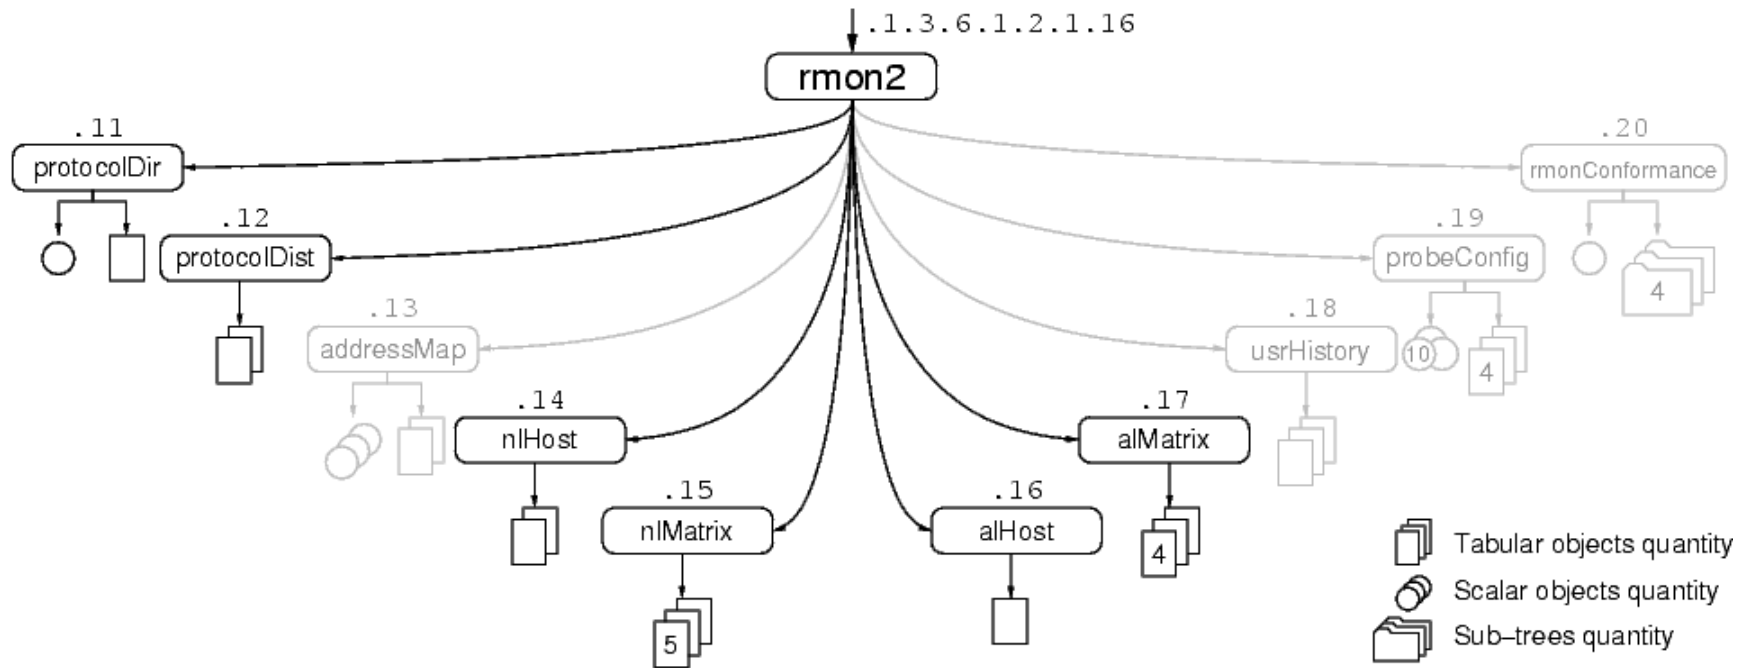 .1.3.6.1.2.1.16
rmon2
.11
protocolDir
.20
rmonConformance
.12
protocolDist
.19
probeConfig
4
.13
addressMap
.18
usrHistory
10
4
.14
nlHost
.17
alMatrix
.15
nlMatrix
.16
alHost
4
5
Tabular objects quantity
Scalar objects quantity
Sub-trees quantity